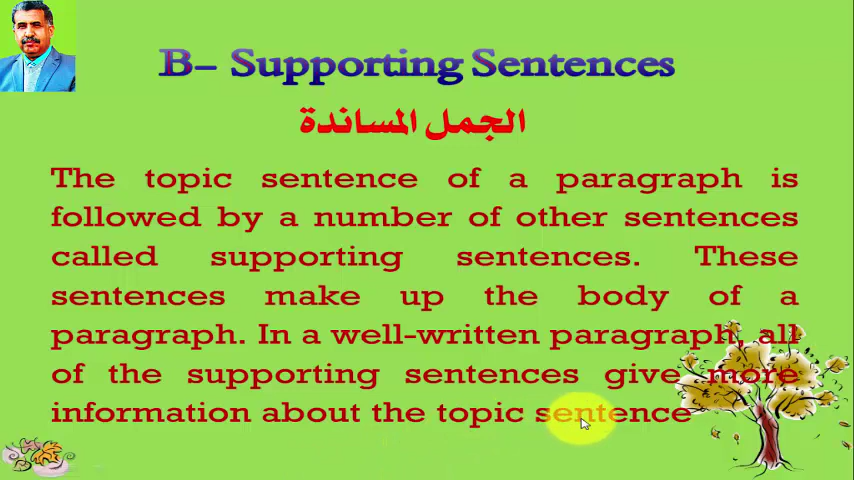 B– Supporting Sentences
الجمل المساندة
The topic sentence of a paragraph is
followed by a number of other sentences
called supporting sentences. These
sentences make up the body of a
paragraph. In a well-written paragraph, all
of the supporting sentences give more
information about the topic sentence